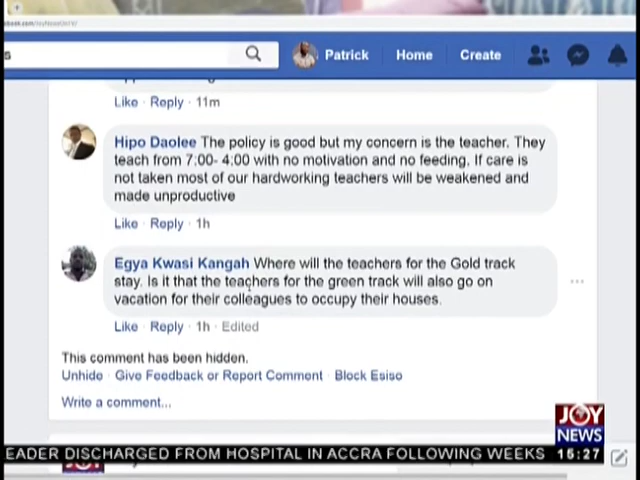 s
Patrick
Home
Create
Like · Reply · 11m
Hipo Daolee The policy is good but my concern is the teacher. They
teach from 7:00- 4:00 with no motivation and no feeding. If care is
not taken most of our hardworking teachers will be weakened and
made unproductive
Like · Reply · 1h
Egya Kwasi Kangah Where will the teachers for the Gold track
stay. Is it that the teachers for the green track will also go on
vacation for their colleagues to occupy their houses.
Like · Reply · 1h · Edited
This comment has been hidden.
Unhide · Give Feedback or Report Comment · Block Esiso
Write a comment...
JOY
NEWS
EADER DISCHARGED FROM HOSPITAL IN ACCRA FOLLOWING WEEKS
15:27
JOY